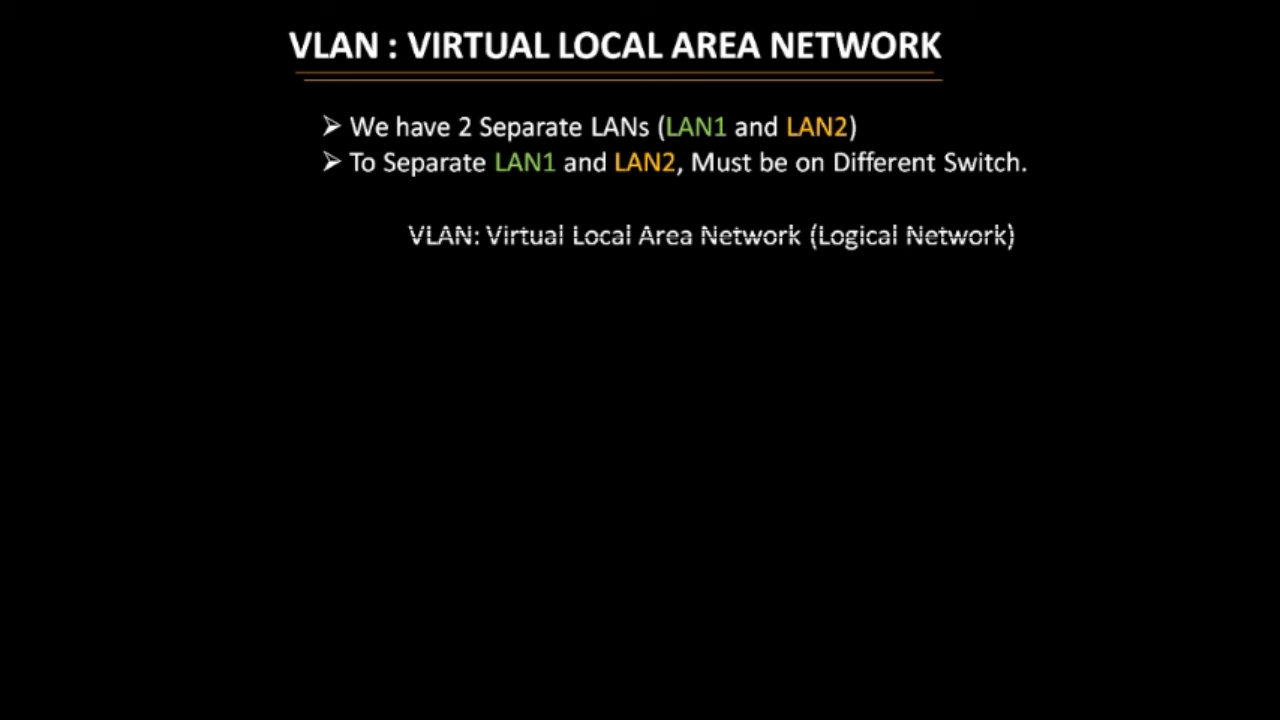 VLAN : VIRTUAL LOCAL AREA NETWORK
➢ We have 2 Separate LANs (LAN1 and LAN2)
➢ To Separate LAN1 and LAN2, Must be on Different Switch.
VLAN: Virtual Local Area Network (Logical Network)